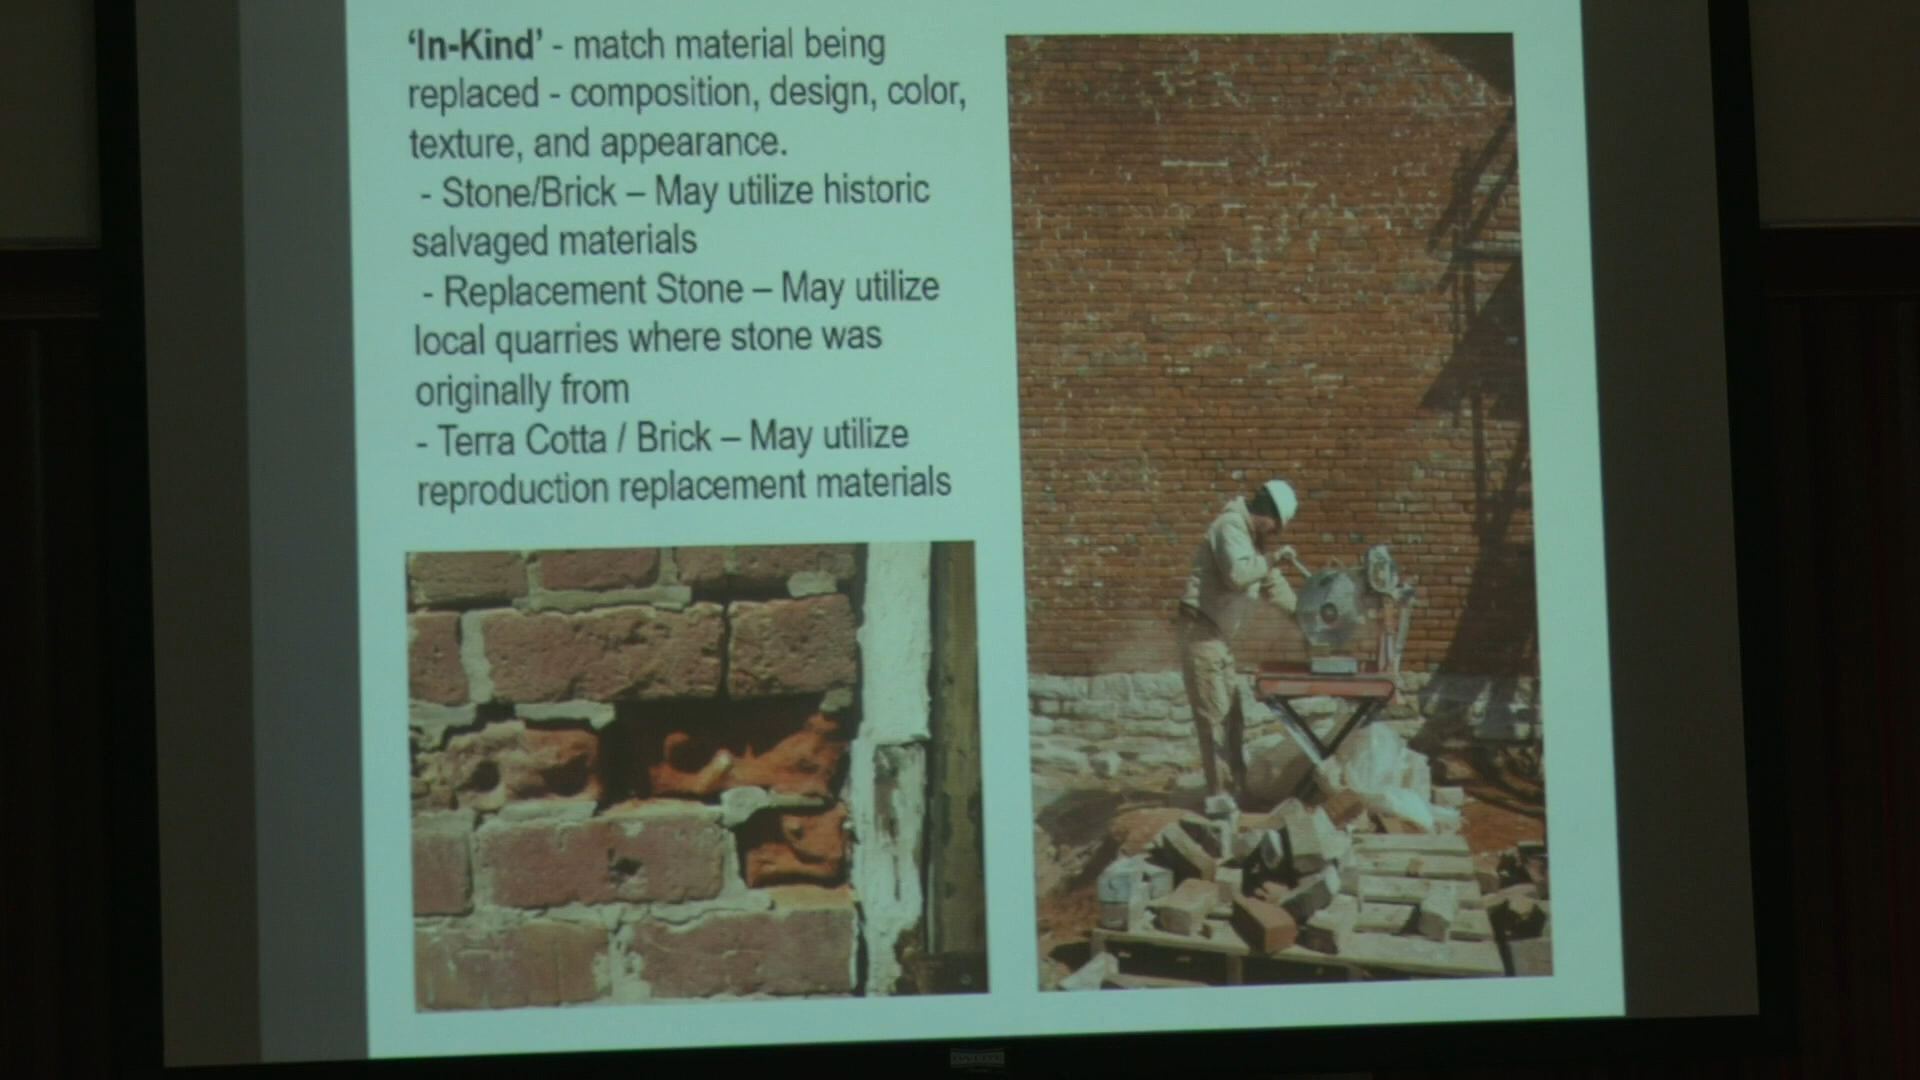 ‘In-Kind’ - match material being
replaced - composition, design, color,
texture, and appearance.
- Stone/Brick – May utilize historic
salvaged materials
- Replacement Stone – May utilize
local quarries where stone was
originally from
- Terra Cotta / Brick – May utilize
reproduction replacement materials